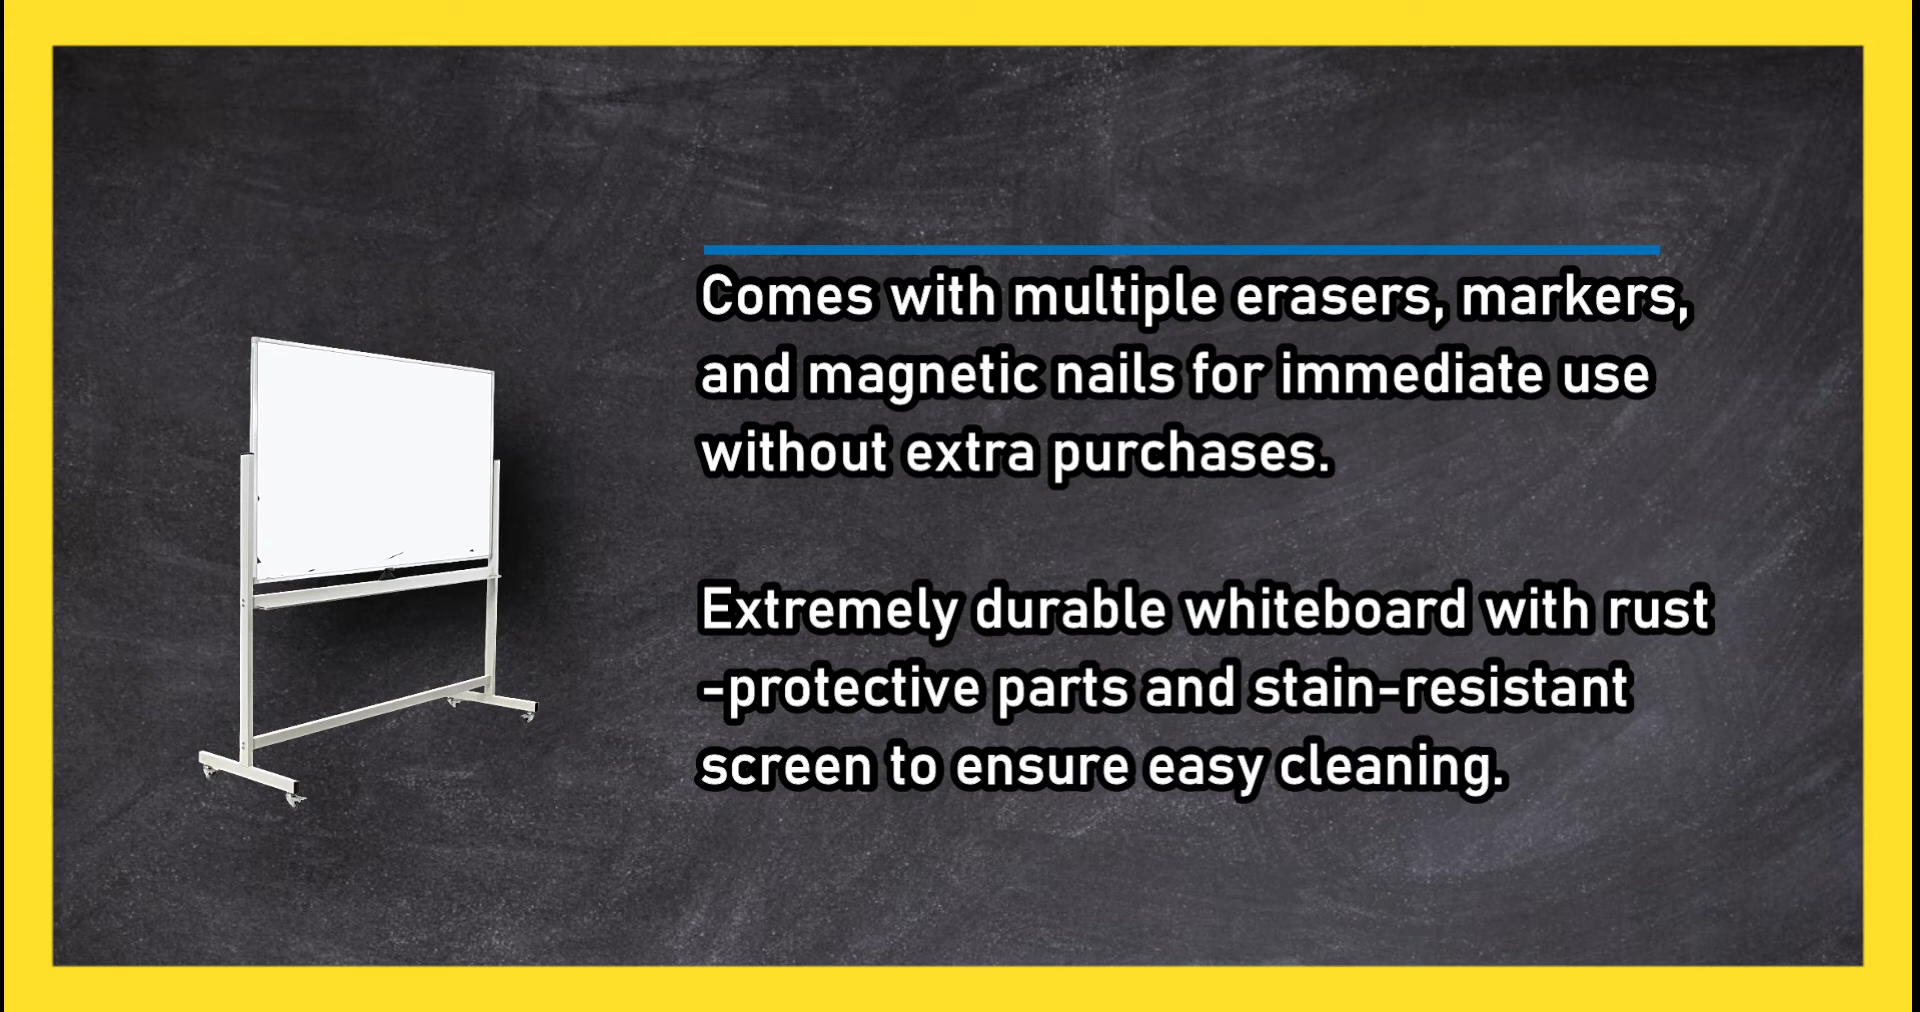 Comes with multiple erasers, markers,
and magnetic nails for immediate use
without extra purchases.
Extremely durable whiteboard with rust
-protective parts and stain-resistant
screen to ensure easy cleaning.